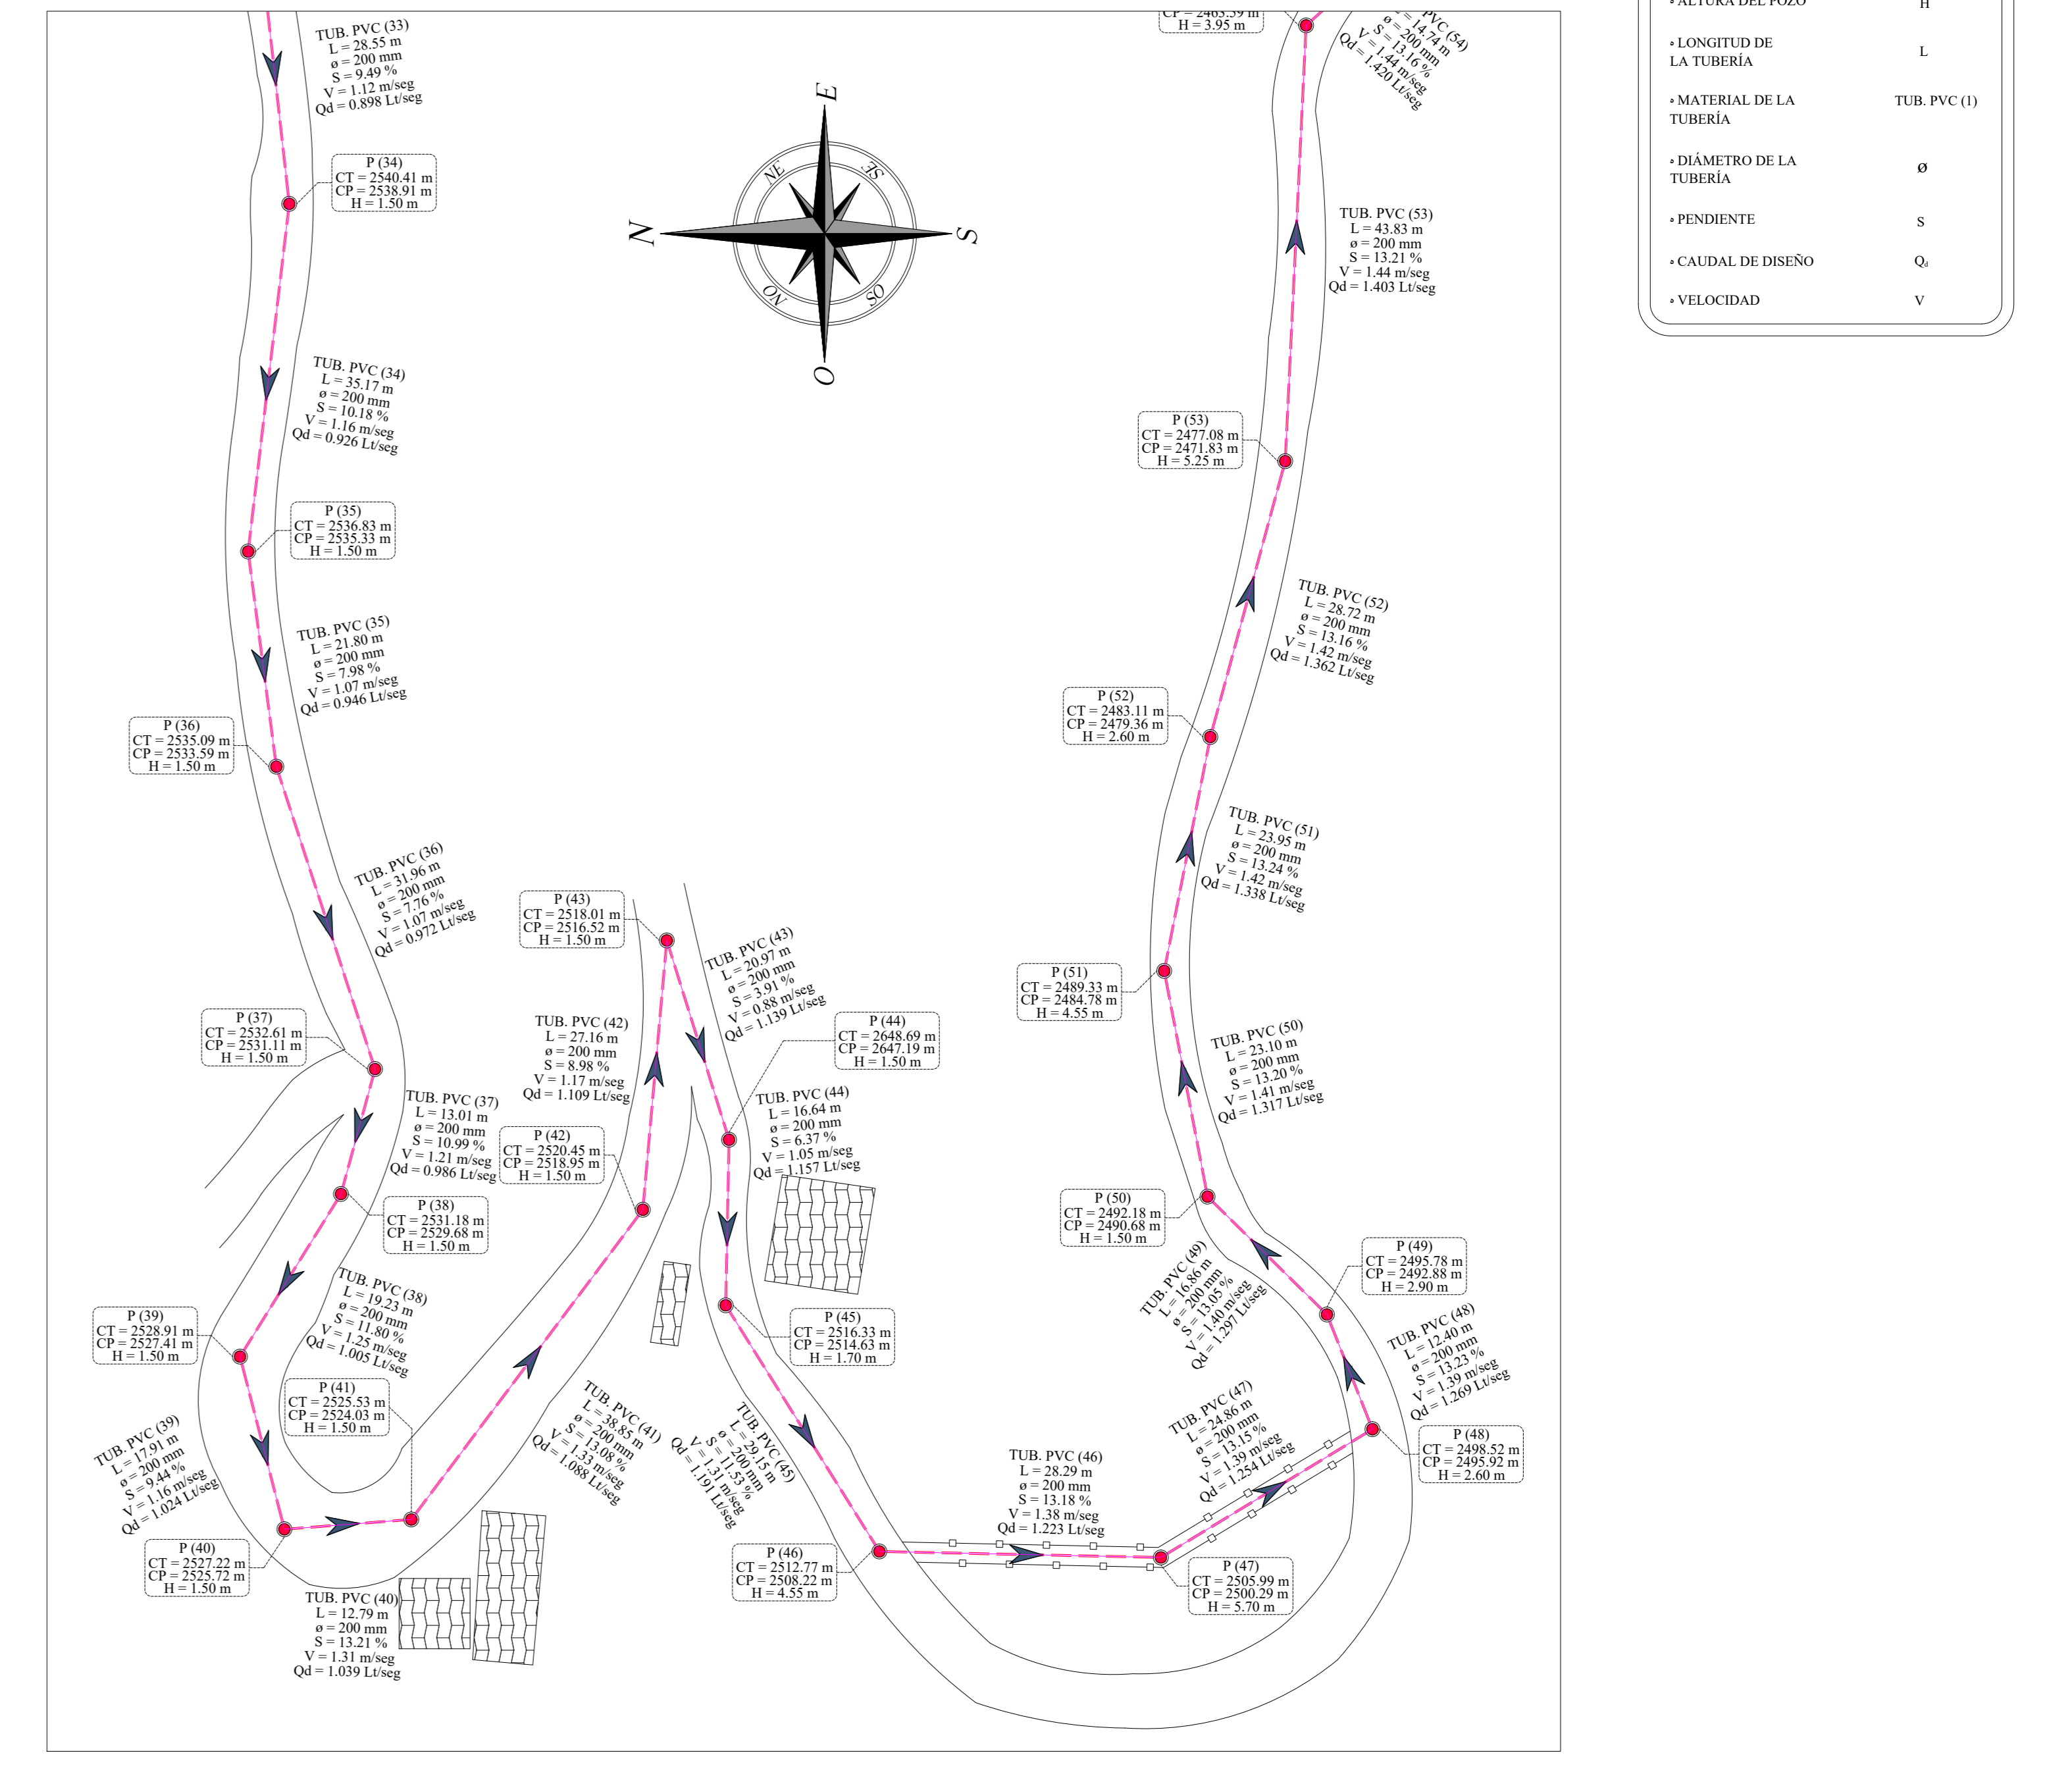 TUB. PVC (33)
L = 28.55 m
ø = 200 mm
S = 9.49 %
V = 1.12 m/seg
Qd = 0.898 Lt/seg
P (34)
CT = 2540.41 m
CP = 2538.91 m
H = 1.50 m
TUB. PVC (34)
L = 35.17 m
ø = 200 mm
S = 10.18 %
V = 1.16 m/seg
Qd = 0.926 Lt/seg
P (35)
CT = 2536.83 m
CP = 2535.33 m
H = 1.50 m
TUB. PVC (35)
L = 21.80 m
ø = 200 mm
S = 7.98 %
V = 1.07 m/seg
Qd = 0.946 Lt/seg
P (36)
CT = 2535.09 m
CP = 2533.59 m
H = 1.50 m
TUB. PVC (36)
L = 31.96 m
ø = 200 mm
S = 7.76 %
V = 1.07 m/seg
Qd = 0.972 Lt/seg
P (37)
CT = 2532.61 m
CP = 2531.11 m
H = 1.50 m
TUB. PVC (37)
L = 13.01 m
ø = 200 mm
S = 10.99 %
V = 1.21 m/seg
Qd = 0.986 Lt/seg
P (38)
CT = 2531.18 m
CP = 2529.68 m
H = 1.50 m
TUB. PVC (38)
L = 19.23 m
ø = 200 mm
S = 11.80 %
V = 1.25 m/seg
Qd = 1.005 Lt/seg
P (39)
CT = 2528.91 m
CP = 2527.41 m
H = 1.50 m
TUB. PVC (39)
L = 17.91 m
ø = 200 mm
S = 9.44 %
V = 1.16 m/seg
Qd = 1.024 Lt/seg
P (40)
CT = 2527.22 m
CP = 2525.72 m
H = 1.50 m
TUB. PVC (40)
L = 12.79 m
ø = 200 mm
S = 13.21 %
V = 1.31 m/seg
Qd = 1.039 Lt/seg
P (41)
CT = 2525.53 m
CP = 2524.03 m
H = 1.50 m
TUB. PVC (41)
L = 38.85 m
ø = 200 mm
S = 13.08 %
V = 1.33 m/seg
Qd = 1.088 Lt/seg
P (42)
CT = 2520.45 m
CP = 2518.95 m
H = 1.50 m
TUB. PVC (42)
L = 27.16 m
ø = 200 mm
S = 8.98 %
V = 1.17 m/seg
Qd = 1.109 Lt/seg
P (43)
CT = 2518.01 m
CP = 2516.52 m
H = 1.50 m
TUB. PVC (43)
L = 20.97 m
ø = 200 mm
S = 3.91 %
V = 0.88 m/seg
Qd = 1.139 Lt/seg
P (44)
CT = 2648.69 m
CP = 2647.19 m
H = 1.50 m
TUB. PVC (44)
L = 16.64 m
ø = 200 mm
S = 6.37 %
V = 1.05 m/seg
Qd = 1.157 Lt/seg
P (45)
CT = 2516.33 m
CP = 2514.63 m
H = 1.70 m
TUB. PVC (45)
L = 29.15 m
ø = 200 mm
S = 11.53 %
V = 1.31 m/seg
Qd = 1.191 Lt/seg
P (46)
CT = 2512.77 m
CP = 2508.22 m
H = 4.55 m
TUB. PVC (46)
L = 28.29 m
ø = 200 mm
S = 13.18 %
V = 1.38 m/seg
Qd = 1.223 Lt/seg
P (47)
CT = 2505.99 m
CP = 2500.29 m
H = 5.70 m
TUB. PVC (47)
L = 24.86 m
ø = 200 mm
S = 13.15 %
V = 1.39 m/seg
Qd = 1.254 Lt/seg
P (48)
CT = 2498.52 m
CP = 2495.92 m
H = 2.60 m
TUB. PVC (48)
L = 12.40 m
ø = 200 mm
S = 13.23 %
V = 1.39 m/seg
Qd = 1.269 Lt/seg
P (49)
CT = 2495.78 m
CP = 2492.88 m
H = 2.90 m
TUB. PVC (49)
L = 16.86 m
ø = 200 mm
S = 13.05 %
V = 1.40 m/seg
Qd = 1.297 Lt/seg
P (50)
CT = 2492.18 m
CP = 2490.68 m
H = 1.50 m
TUB. PVC (50)
L = 23.10 m
ø = 200 mm
S = 13.20 %
V = 1.41 m/seg
Qd = 1.317 Lt/seg
P (51)
CT = 2489.33 m
CP = 2484.78 m
H = 4.55 m
TUB. PVC (51)
L = 23.95 m
ø = 200 mm
S = 13.24 %
V = 1.42 m/seg
Qd = 1.338 Lt/seg
P (52)
CT = 2483.11 m
CP = 2479.36 m
H = 2.60 m
TUB. PVC (52)
L = 28.72 m
ø = 200 mm
S = 13.16 %
V = 1.42 m/seg
Qd = 1.362 Lt/seg
P (53)
CT = 2477.08 m
CP = 2471.83 m
H = 5.25 m
TUB. PVC (53)
L = 43.83 m
ø = 200 mm
S = 13.21 %
V = 1.44 m/seg
Qd = 1.403 Lt/seg
CP = 2463.59 m
H = 3.95 m
PVC (54)
= 14.74 m
ø = 200 mm
S = 13.16 %
V = 1.44 m/seg
Qd = 1.420 Lt/seg
E
NE
SE
N
S
NO
SO
O
ALTURA DEL POZO H
LONGITUD DE
LA TUBERÍA L
MATERIAL DE LA
TUBERÍA TUB. PVC (1)
DIÁMETRO DE LA
TUBERÍA ø
PENDIENTE S
CAUDAL DE DISEÑO Qd
VELOCIDAD V